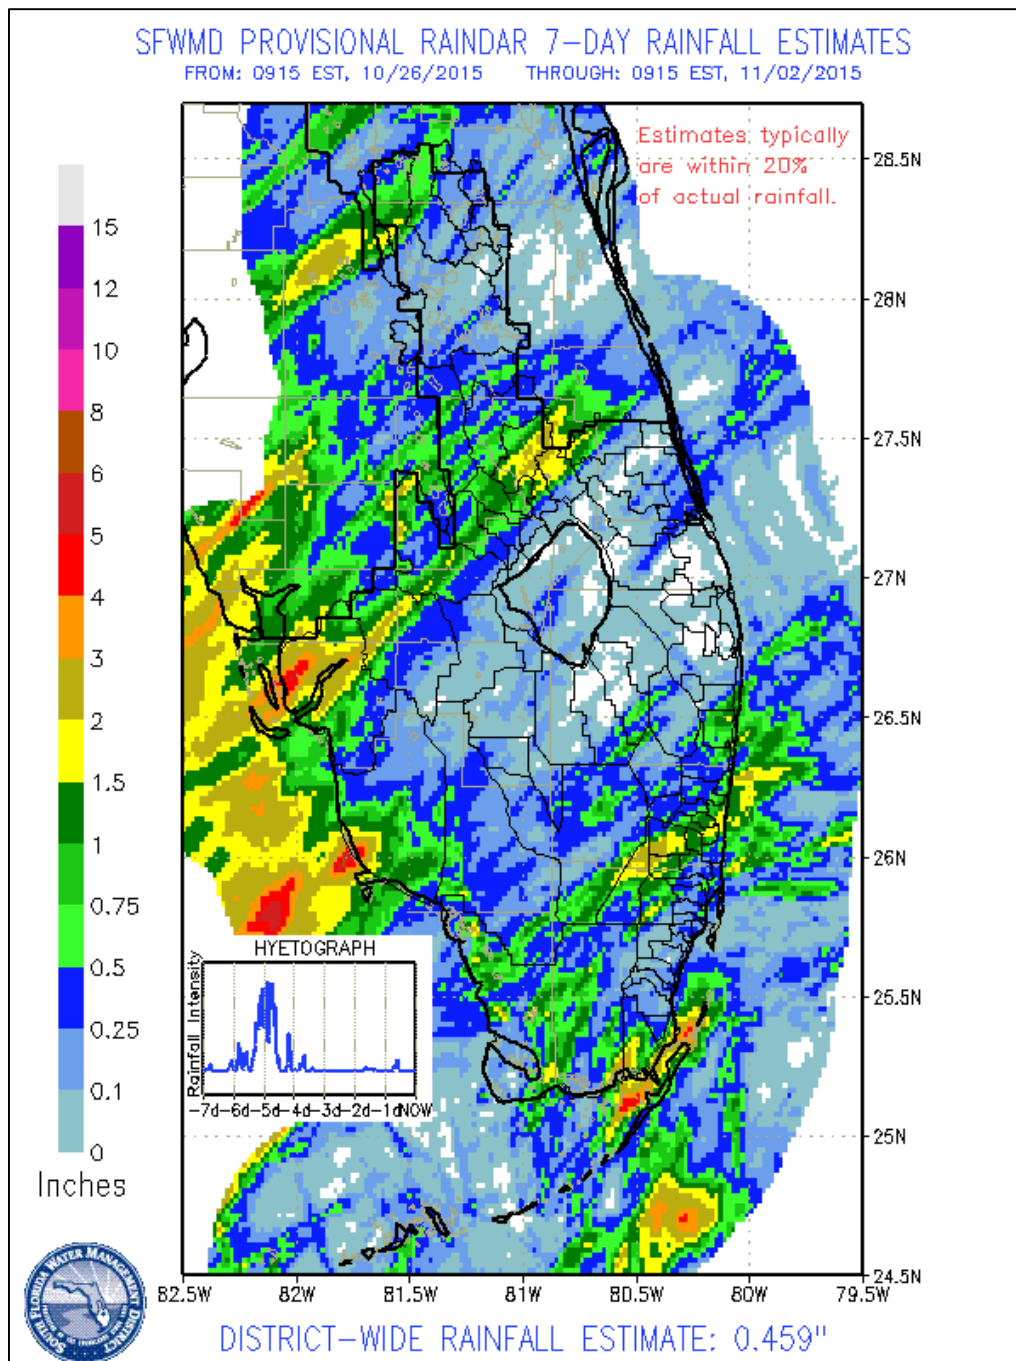 SFWMD PROVISIONAL RAINDAR 7-DAY RAINFALL ESTIMATES
FROM: 0915 EST, 10/26/2015 THROUGH: 0915 EST, 11/02/2015
Estimates typically
are within 20%
of actual rainfall.
28.5N
28N
27.5N
27N
26.5N
26N
25.5N
25N
24.5N
15
12
10
8
6
5
4
3
2
1.5
1
0.75
0.5
0.25
0.1
0
Inches
HYETOGRAPH
Rainfall Intensity
-7d -6d -5d -4d -3d -2d -1d NOW
82.5W 82W 81.5W 81W 80.5W 80W 79.5W
SOUTH FLORIDA WATER MANAGEMENT DISTRICT
DISTRICT-WIDE RAINFALL ESTIMATE: 0.459"